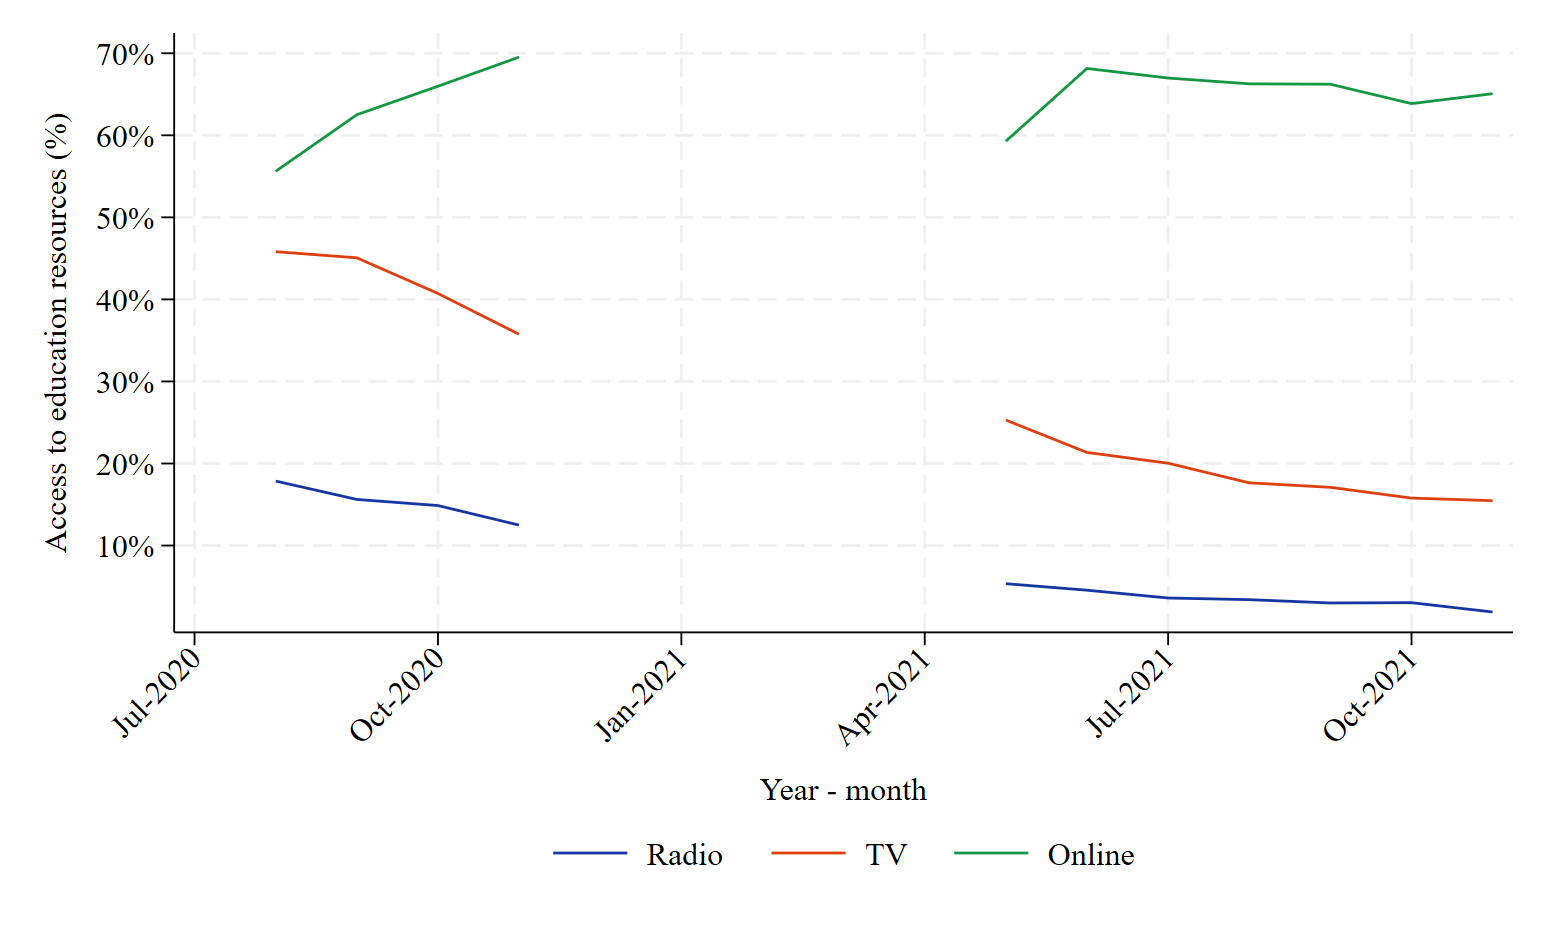 Access to education resources (%)
70%
60%
50%
40%
30%
20%
10%
Jul-2020
Oct-2020
Jan-2021
Apr-2021
Jul-2021
Oct-2021
Year - month
Radio
TV
Online